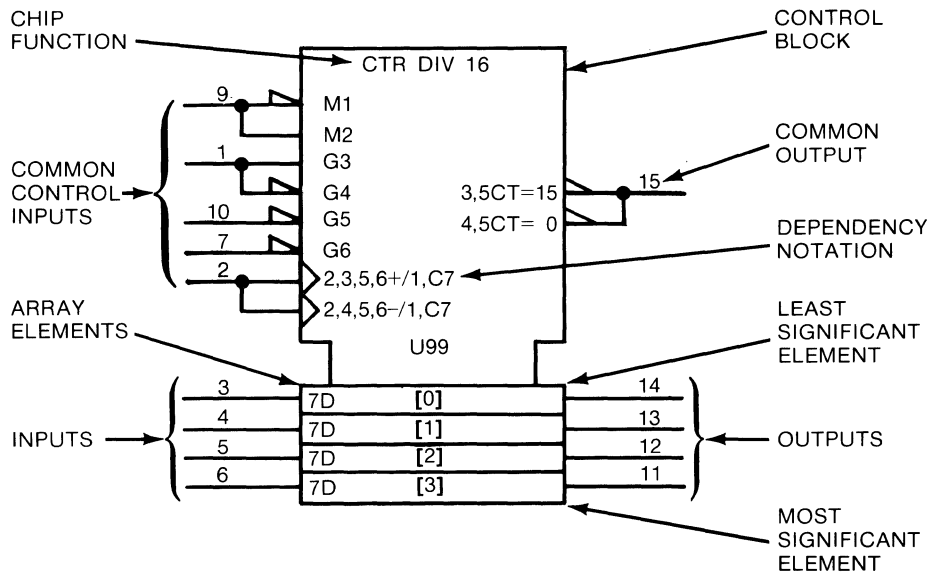 CHIP
FUNCTION
CONTROL
BLOCK
CTR DIV 16
9
M1
M2
1
G3
G4
10
G5
7
G6
2
2,3,5,6+/1,C7
2,4,5,6−/1,C7
COMMON
CONTROL
INPUTS
3,5CT=15
4,5CT= 0
15
COMMON
OUTPUT
DEPENDENCY
NOTATION
U99
ARRAY
ELEMENTS
LEAST
SIGNIFICANT
ELEMENT
INPUTS
3 7D [0] 14
4 7D [1] 13
5 7D [2] 12
6 7D [3] 11
OUTPUTS
MOST
SIGNIFICANT
ELEMENT